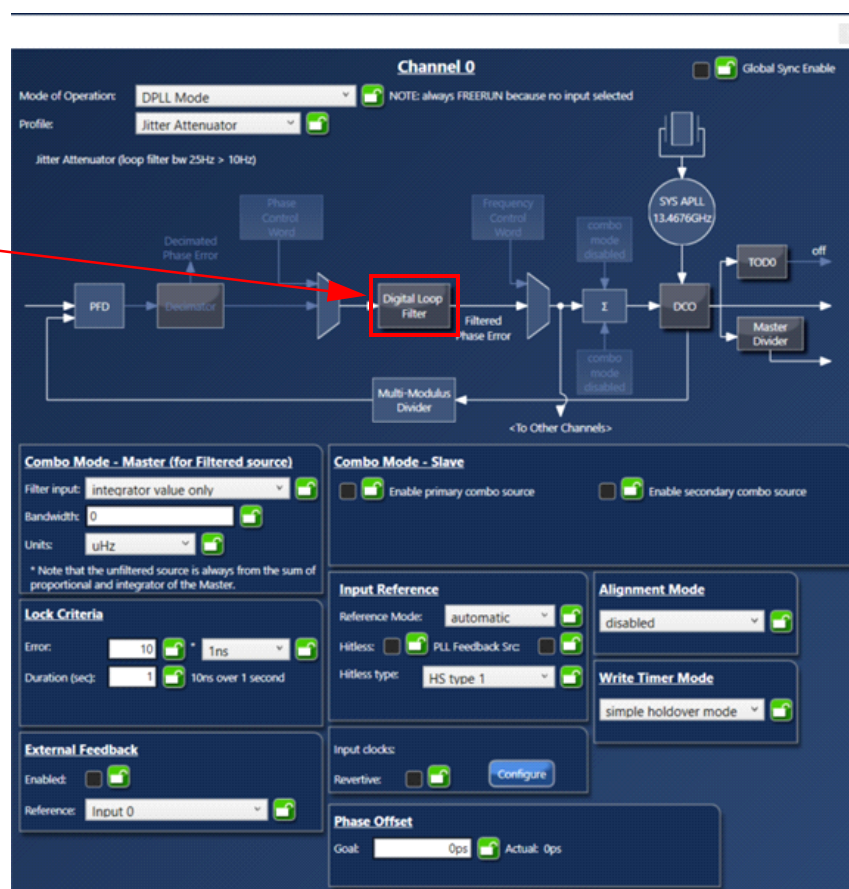 Channel 0
Global Sync Enable
Mode of Operation: DPLL Mode NOTE: always FREERUN because no input selected
Profile: Jitter Attenuator
Jitter Attenuator (loop filter bw 25Hz > 10Hz)
Phase
Control
Word
Frequency
Control
Word
SYS APLL
13.4676GHz
combo
mode
disabled
Decimated
Phase Error
TOD0
off
PFD
Decimator
Digital Loop
Filter
Filtered
Phase Error
Σ
DCO
Master
Divider
combo
mode
disabled
Multi-Modulus
Divider
<To Other Channels>
Combo Mode - Master (for Filtered source)
Filter input: integrator value only
Bandwidth: 0
Units: uHz
* Note that the unfiltered source is always from the sum of
proportional and integrator of the Master.
Combo Mode - Slave
Enable primary combo source
Enable secondary combo source
Lock Criteria
Error: 10 * 1ns
Duration (sec): 1 10ns over 1 second
Input Reference
Reference Mode: automatic
Hitless: PLL Feedback Src:
Hitless type: HS type 1
Alignment Mode
disabled
Write Timer Mode
simple holdover mode
External Feedback
Enabled:
Reference: Input 0
Input clocks:
Revertive: Configure
Phase Offset
Goal: 0ps Actual: 0ps